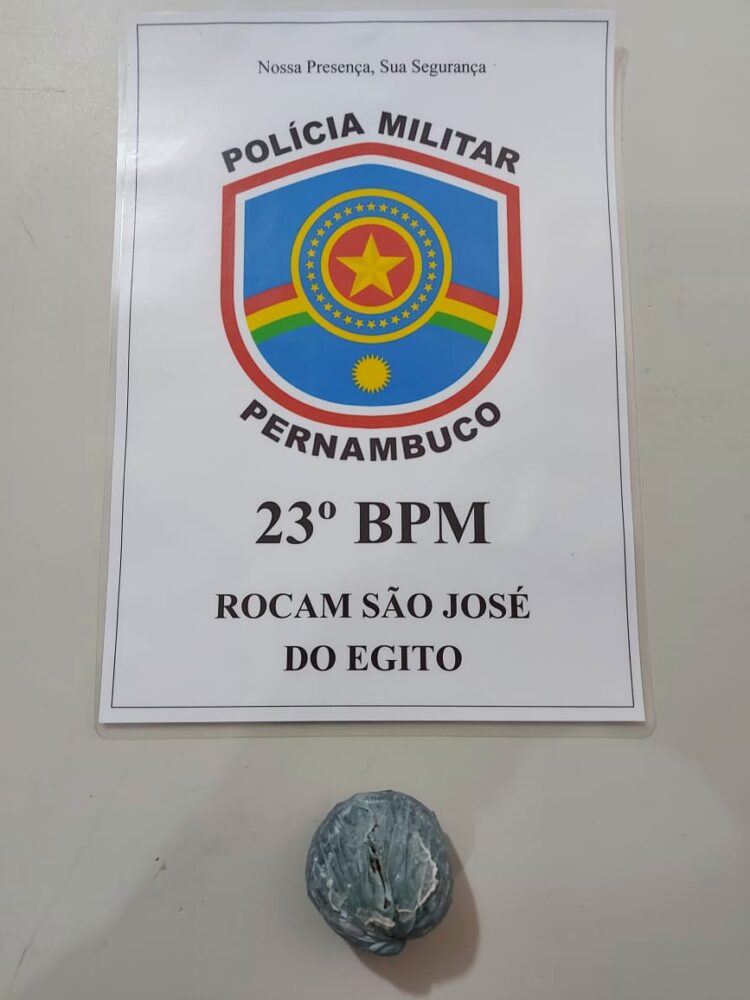 Nossa Presença, Sua Segurança
POLÍCIA MILITAR
PERNAMBUCO
23º BPM
ROCAM SÃO JOSÉ
DO EGITO